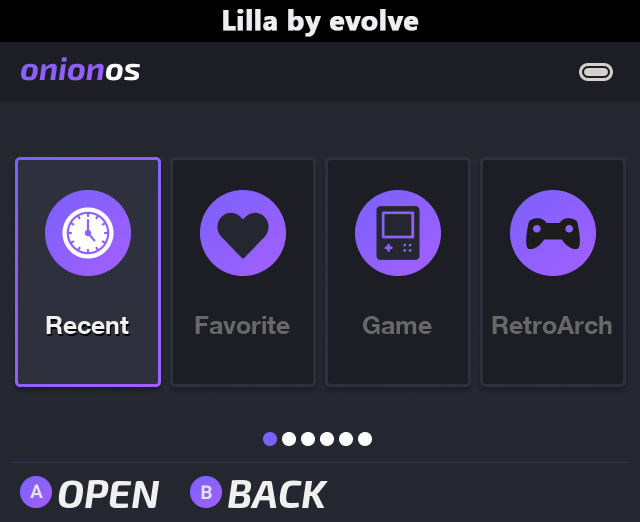 Lilla by evolve
onionos
Recent
Favorite
Game
RetroArch
A OPEN
B BACK